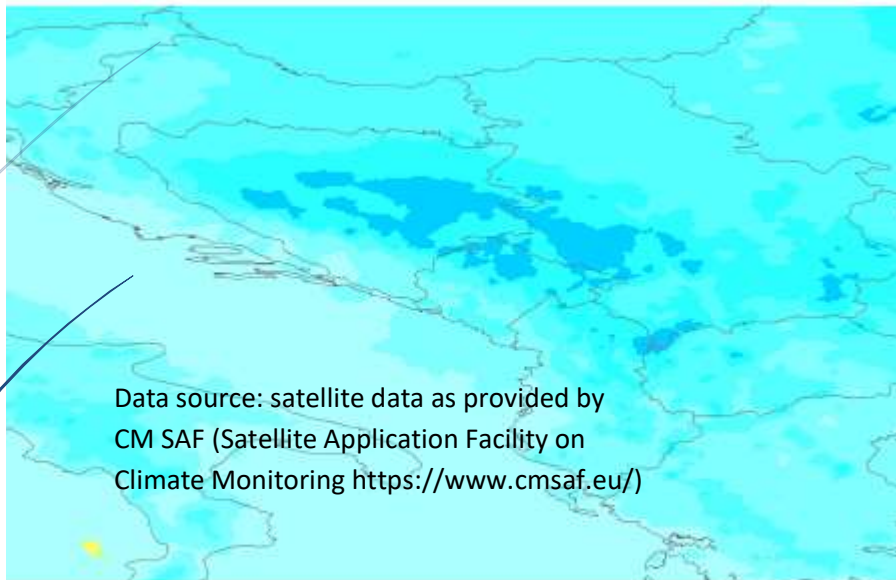 Data source: satellite data as provided by
CM SAF (Satellite Application Facility on
Climate Monitoring https://www.cmsaf.eu/)